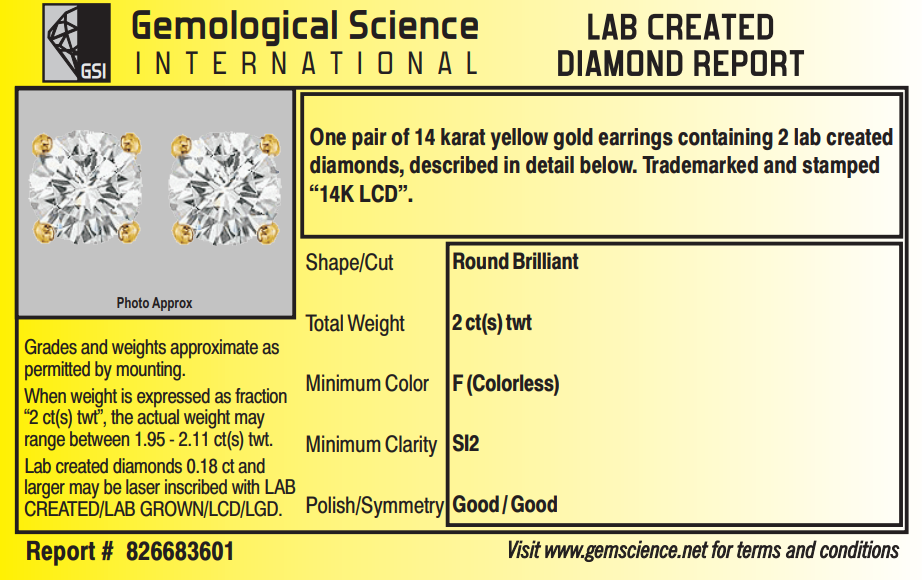 GSI
Gemological Science
INTERNATIONAL
LAB CREATED
DIAMOND REPORT
One pair of 14 karat yellow gold earrings containing 2 lab created
diamonds, described in detail below. Trademarked and stamped
“14K LCD”.
Photo Approx
Grades and weights approximate as
permitted by mounting.
When weight is expressed as fraction
“2 ct(s) twt”, the actual weight may
range between 1.95 - 2.11 ct(s) twt.
Lab created diamonds 0.18 ct and
larger may be laser inscribed with LAB
CREATED/LAB GROWN/LCD/LGD.
Shape/Cut Round Brilliant
Total Weight 2 ct(s) twt
Minimum Color F (Colorless)
Minimum Clarity SI2
Polish/Symmetry Good / Good
Report # 826683601
Visit www.gemscience.net for terms and conditions